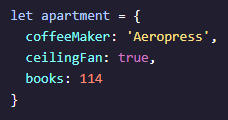 let apartment = {
  coffeeMaker: 'Aeropress',
  ceilingFan: true,
  books: 114
}